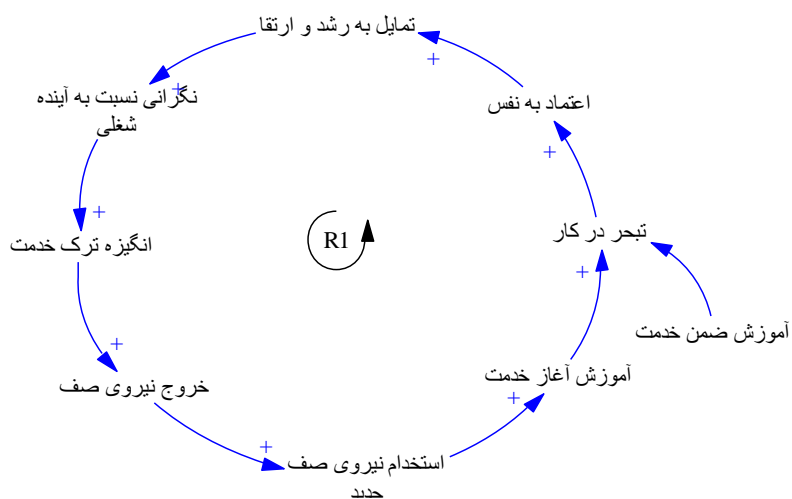 تمایل به رشد و ارتقا
+
اعتماد به نفس
+
نگرانی نسبت به آینده
شغلی
+
+
تبحر در کار
R1
انگیزه ترک خدمت
+
+
آموزش ضمن خدمت
+
آموزش آغاز خدمت
خروج نیروی صف
+
+
استخدام نیروی صف
جدید